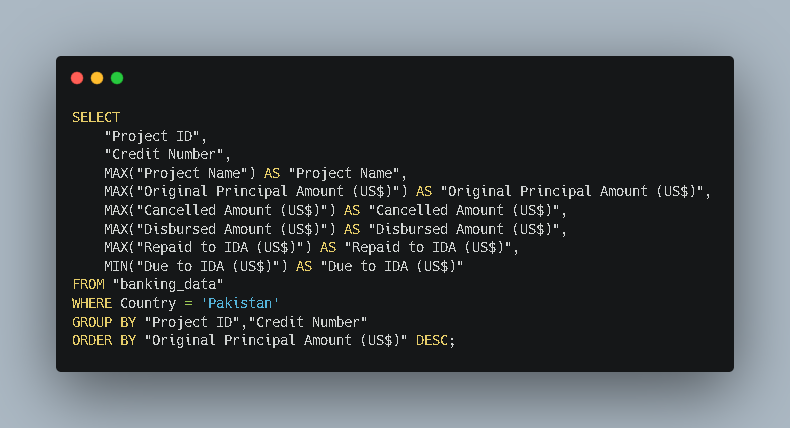 SELECT
    "Project ID",
    "Credit Number",
    MAX("Project Name") AS "Project Name",
    MAX("Original Principal Amount (US$)") AS "Original Principal Amount (US$)",
    MAX("Cancelled Amount (US$)") AS "Cancelled Amount (US$)",
    MAX("Disbursed Amount (US$)") AS "Disbursed Amount (US$)",
    MAX("Repaid to IDA (US$)") AS "Repaid to IDA (US$)",
    MIN("Due to IDA (US$)") AS "Due to IDA (US$)"
FROM "banking_data"
WHERE Country = 'Pakistan'
GROUP BY "Project ID","Credit Number"
ORDER BY "Original Principal Amount (US$)" DESC;